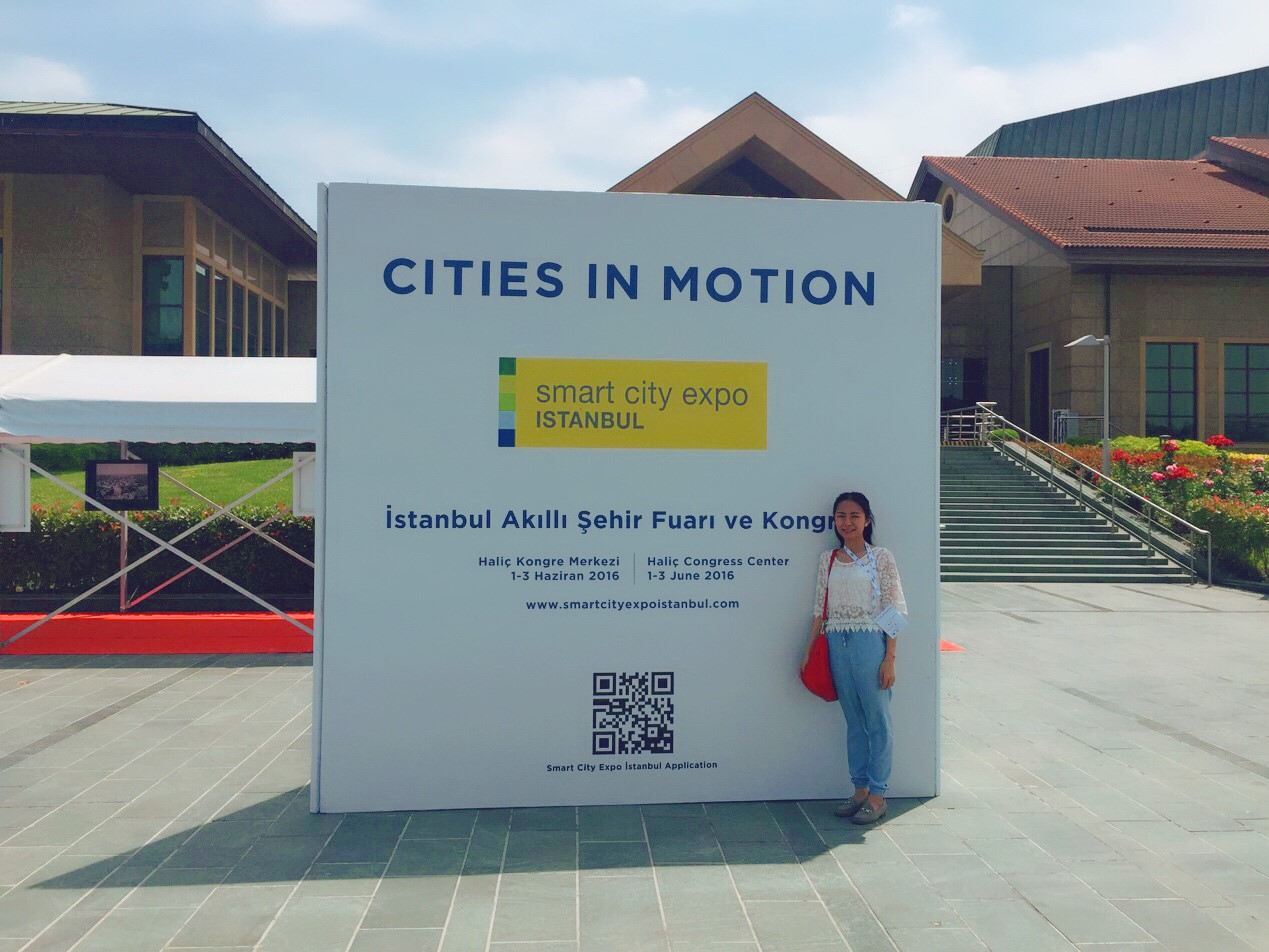 CITIES IN MOTION
smart city expo
ISTANBUL
İstanbul Akıllı Şehir Fuarı ve Kongr
Haliç Kongre Merkezi
1-3 Haziran 2016
Haliç Congress Center
1-3 June 2016
www.smartcityexpoistanbul.com
Smart City Expo İstanbul Application